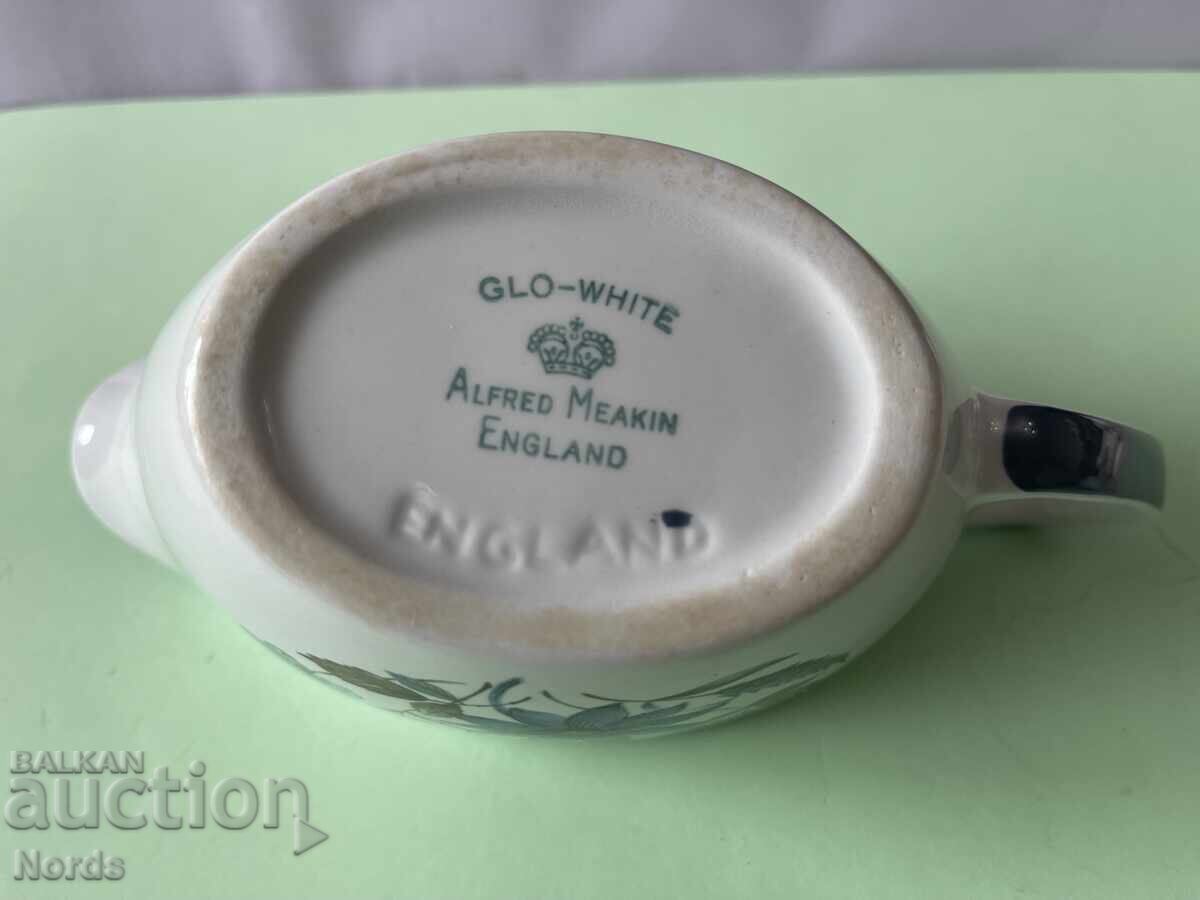 GLO-WHITE
ALFRED MEAKIN
ENGLAND
ENGLAND
BALKAN
auction
Nords